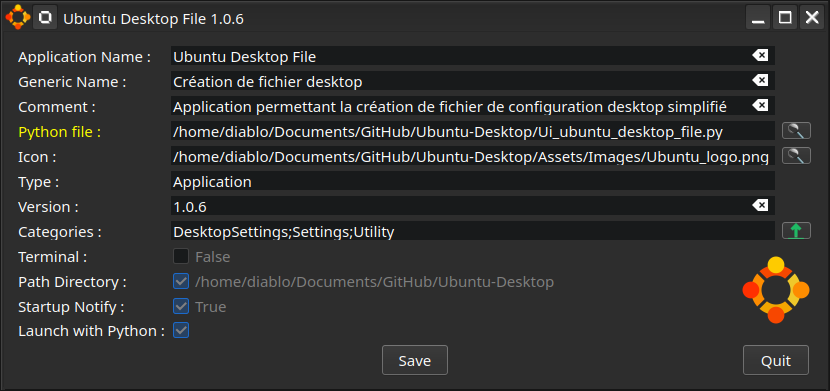 Ubuntu Desktop File 1.0.6
Application Name : Ubuntu Desktop File
Generic Name : Création de fichier desktop
Comment : Application permettant la création de fichier de configuration desktop simplifié
Python file : /home/diablo/Documents/GitHub/Ubuntu-Desktop/Ui_ubuntu_desktop_file.py
Icon : /home/diablo/Documents/GitHub/Ubuntu-Desktop/Assets/Images/Ubuntu_logo.png
Type : Application
Version : 1.0.6
Categories : DesktopSettings;Settings;Utility
Terminal : False
Path Directory : /home/diablo/Documents/GitHub/Ubuntu-Desktop
Startup Notify : True
Launch with Python :
Save Quit